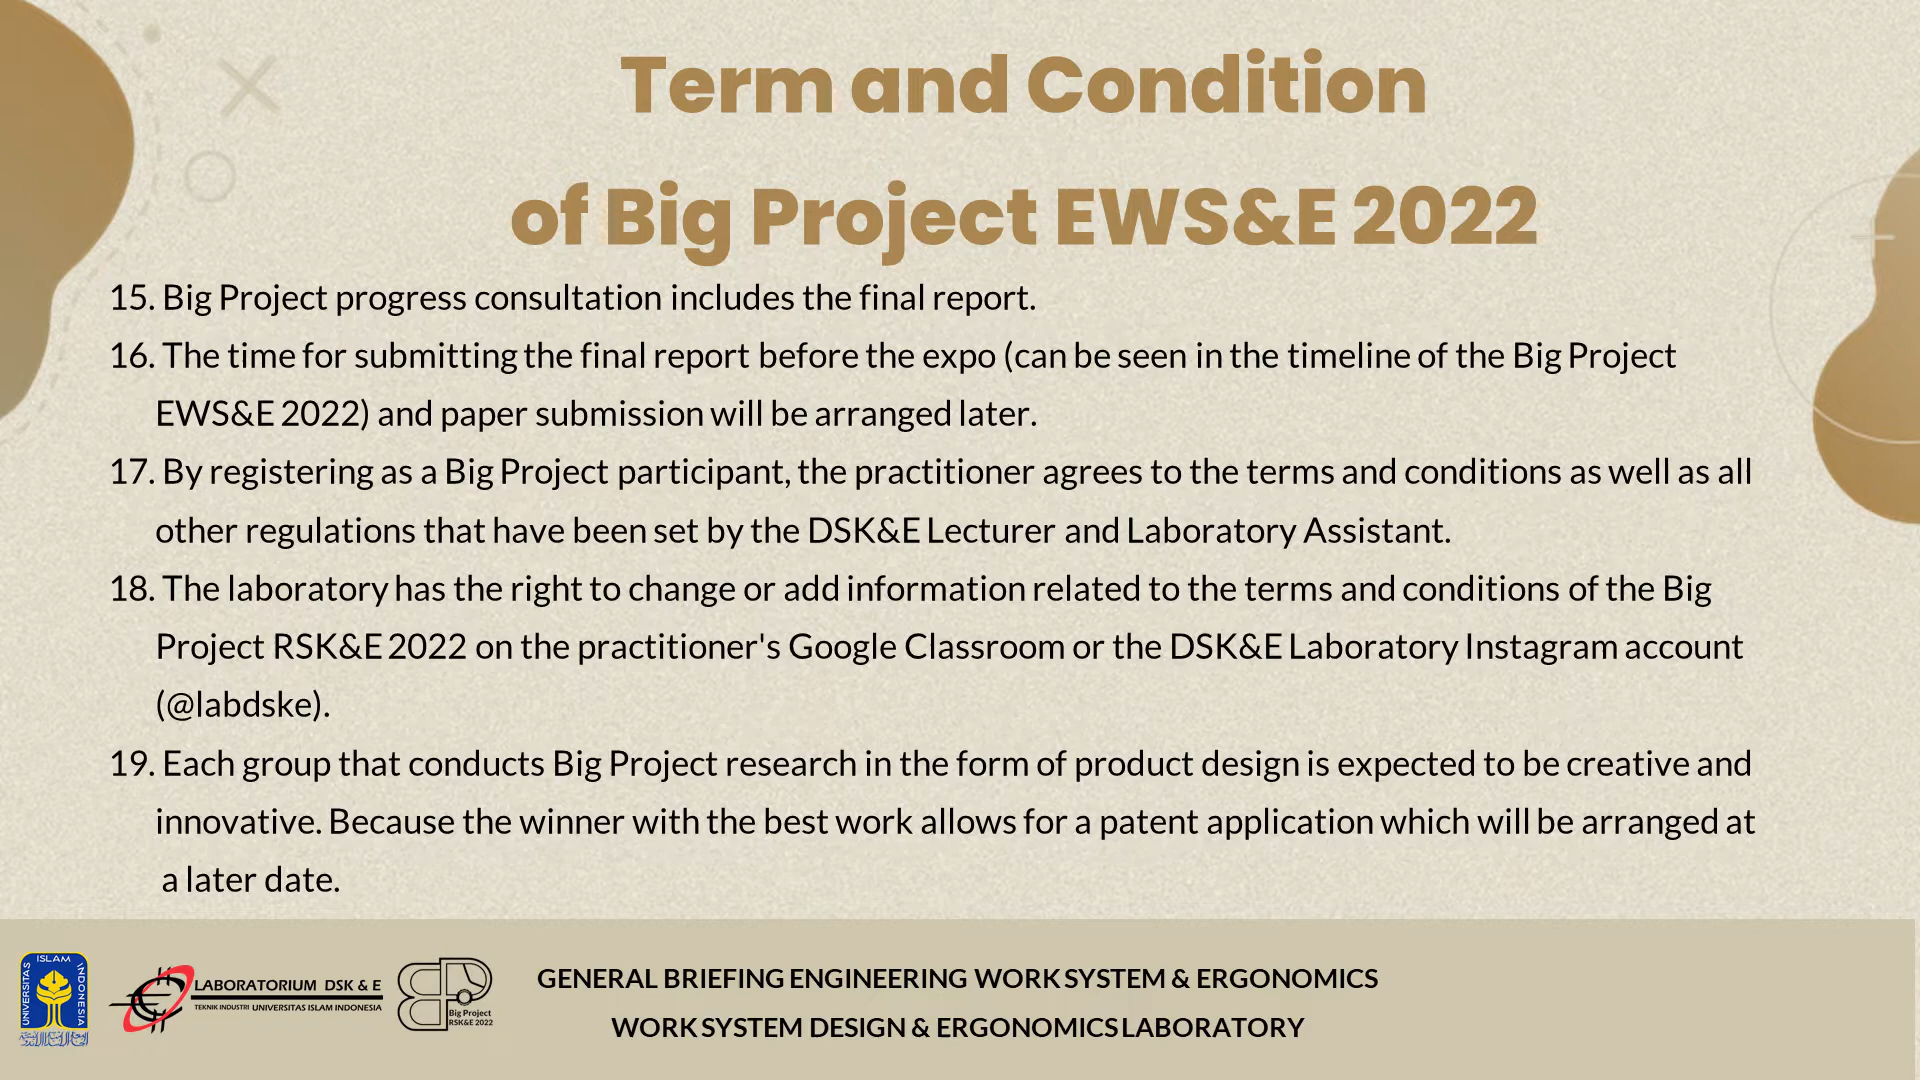 Term and Condition
of Big Project EWS&E 2022
15. Big Project progress consultation includes the final report.
16. The time for submitting the final report before the expo (can be seen in the timeline of the Big Project
EWS&E 2022) and paper submission will be arranged later.
17. By registering as a Big Project participant, the practitioner agrees to the terms and conditions as well as all
other regulations that have been set by the DSK&E Lecturer and Laboratory Assistant.
18. The laboratory has the right to change or add information related to the terms and conditions of the Big
Project RSK&E 2022 on the practitioner's Google Classroom or the DSK&E Laboratory Instagram account
(@labdske).
19. Each group that conducts Big Project research in the form of product design is expected to be creative and
innovative. Because the winner with the best work allows for a patent application which will be arranged at
a later date.
UNIVERSITAS ISLAM INDONESIA
LABORATORIUM DSK & E
TEKNIK INDUSTRI UNIVERSITAS ISLAM INDONESIA
Big Project
RSK&E 2022
GENERAL BRIEFING ENGINEERING WORK SYSTEM & ERGONOMICS
WORK SYSTEM DESIGN & ERGONOMICS LABORATORY